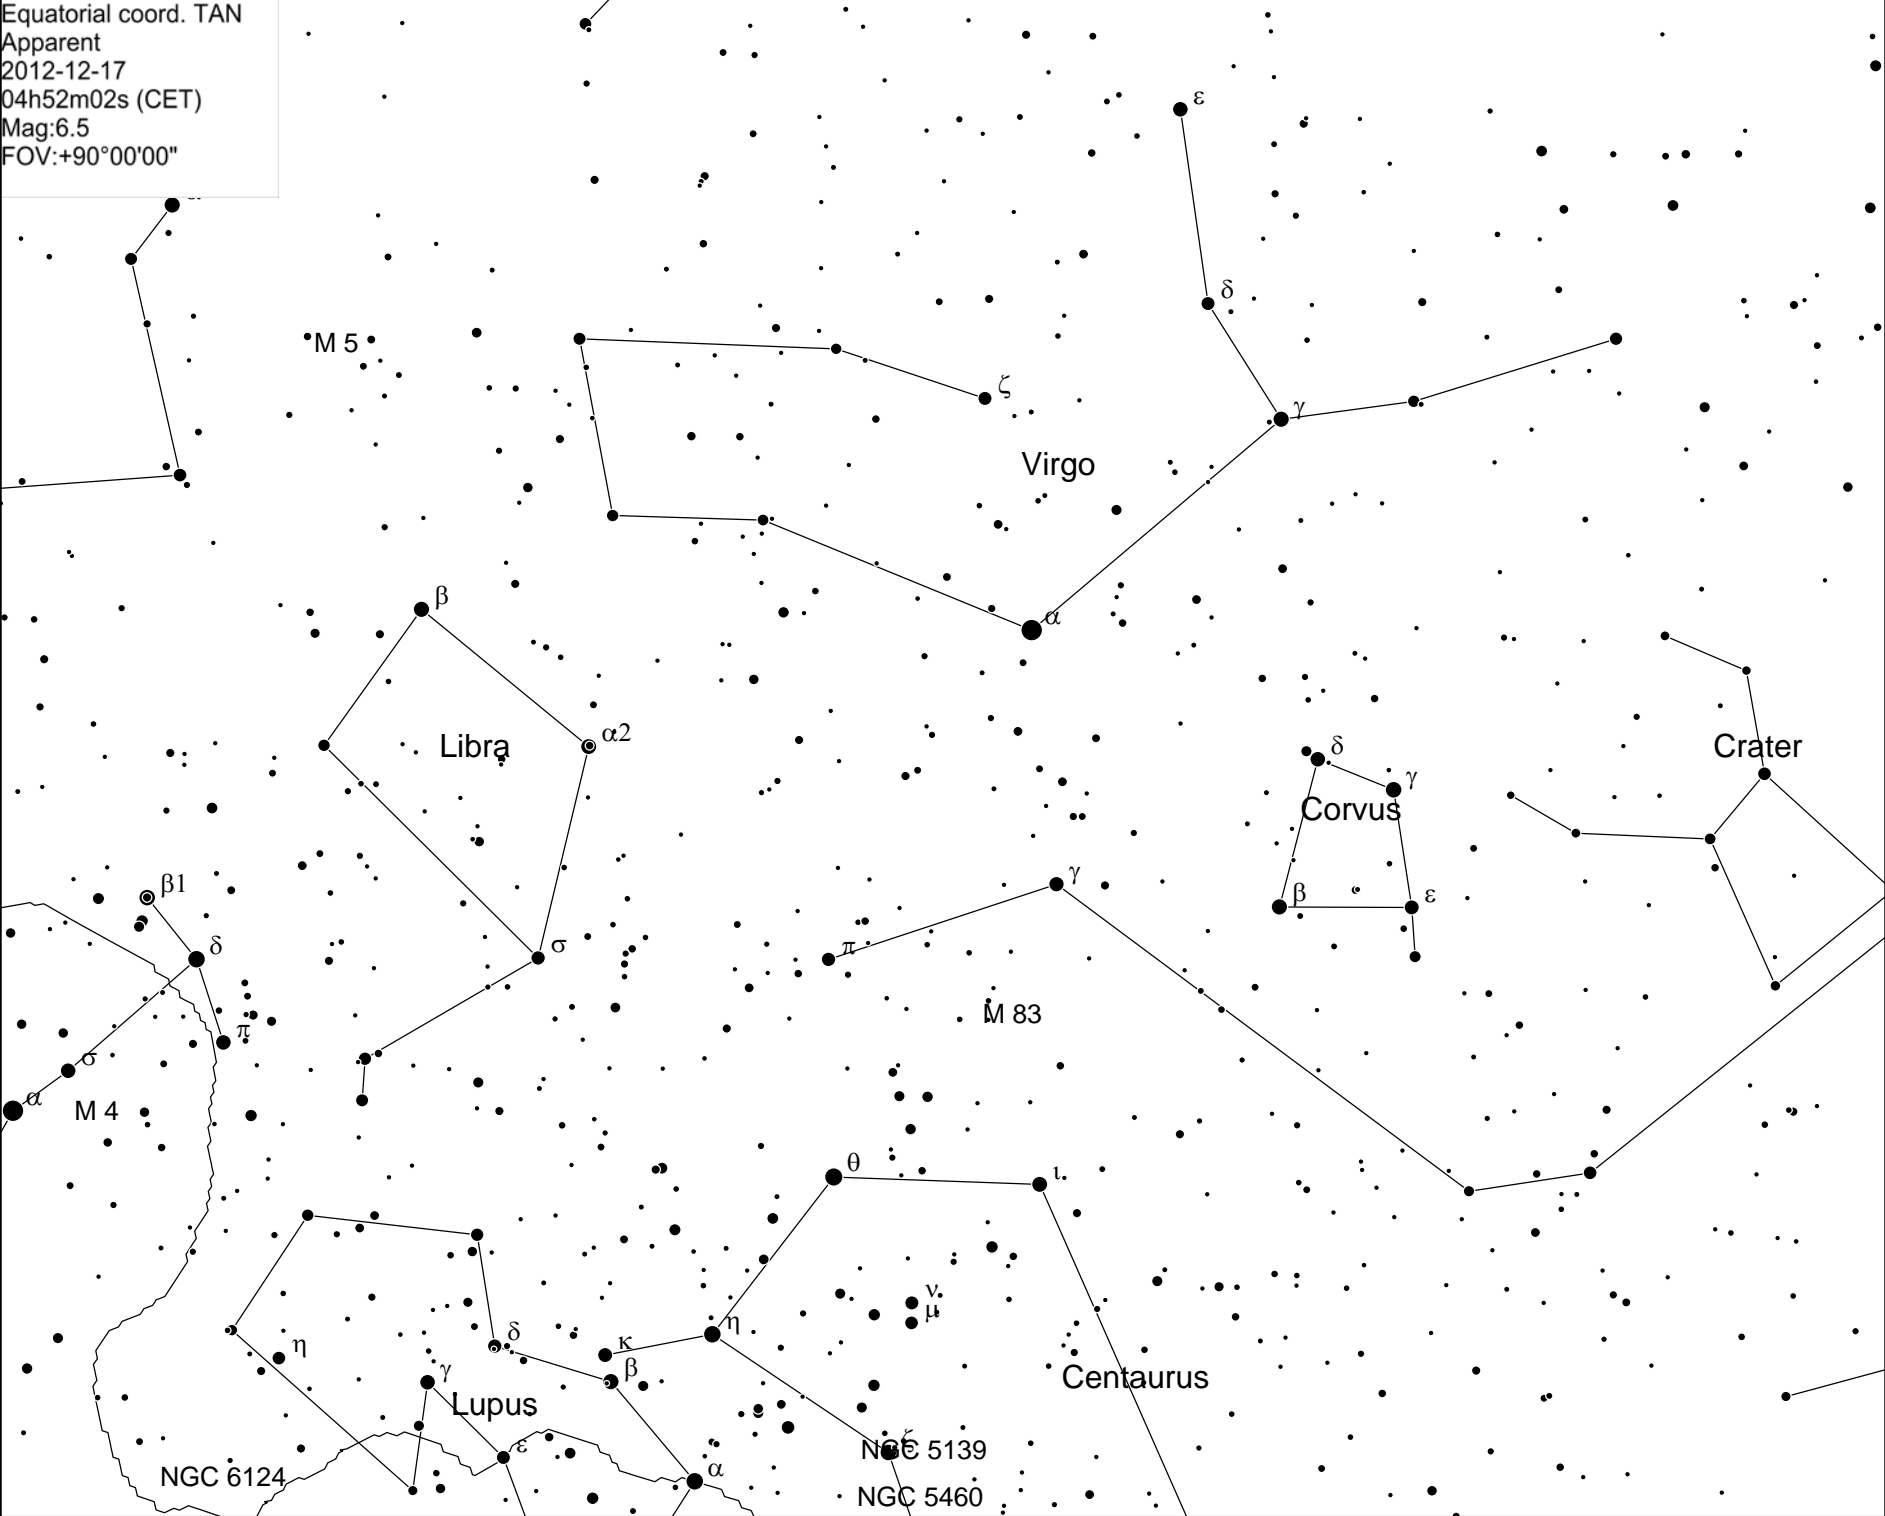 Equatorial coord. TAN
Apparent
2012-12-17
04h52m02s (CET)
Mag:6.5
FOV:+90°00'00"
ε
δ
M 5
ζ
γ
Virgo
β
α
α2
Libra
δ
Crater
γ
Corvus
β1
γ
β
ε
δ
σ
π
M 83
π
σ
α
M 4
θ
ι
ν
μ
η
δ
κ
η
β
γ
Centaurus
Lupus
ε
ζ
NGC 5139
α
NGC 6124
NGC 5460